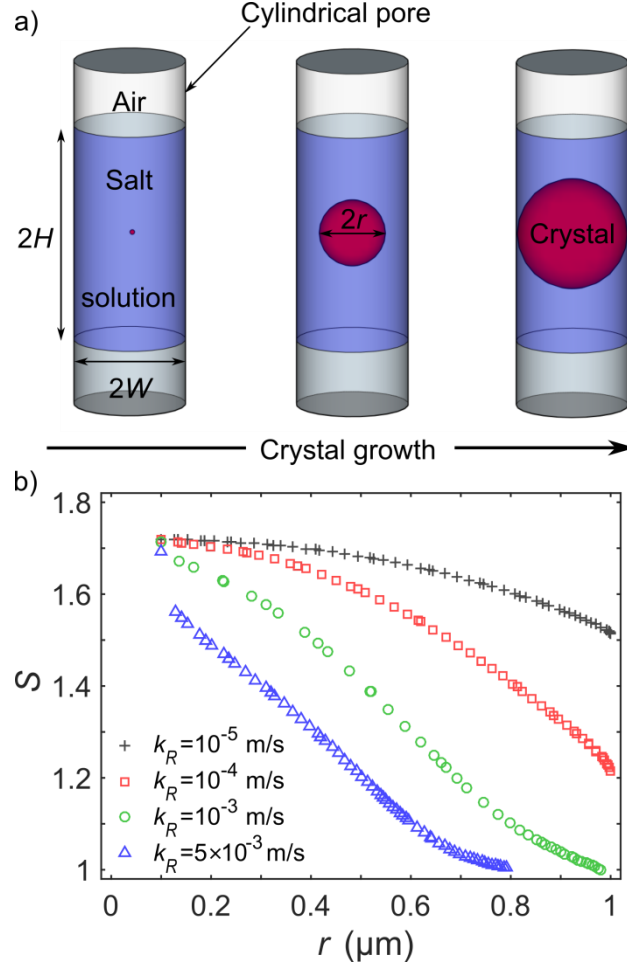 a)
Cylindrical pore
Air
Salt
2H
2r
Crystal
solution
2W
Crystal growth
b)
1.8
1.6
1.4
1.2
1
S
k_R=10⁻⁵ m/s
k_R=10⁻⁴ m/s
k_R=10⁻³ m/s
k_R=5×10⁻³ m/s
0 0.2 0.4 0.6 0.8 1
r (µm)